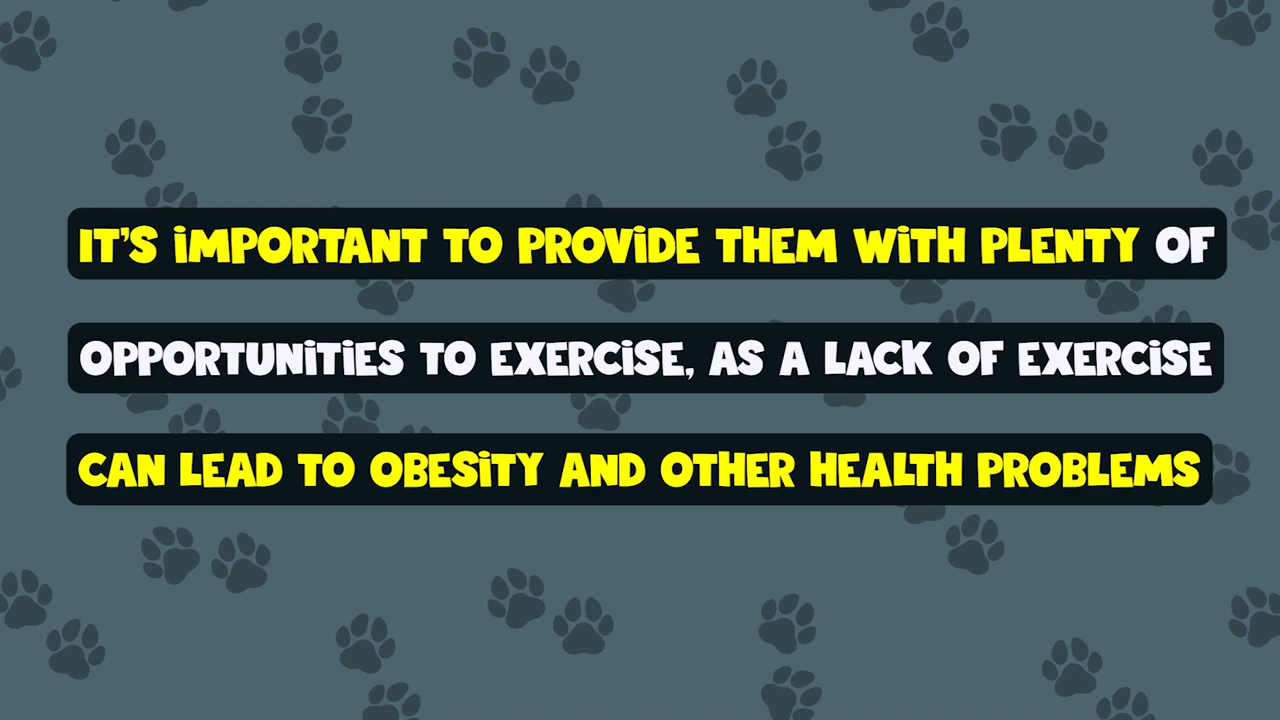 IT'S iMPORTANT TO PROViDE THEM WiTH PLENTY OF
OPPORTUNiTiES TO EXERCiSE, AS A LACK OF EXERCiSE
CAN LEAD TO OBESiTY AND OTHER HEALTH PROBLEMS